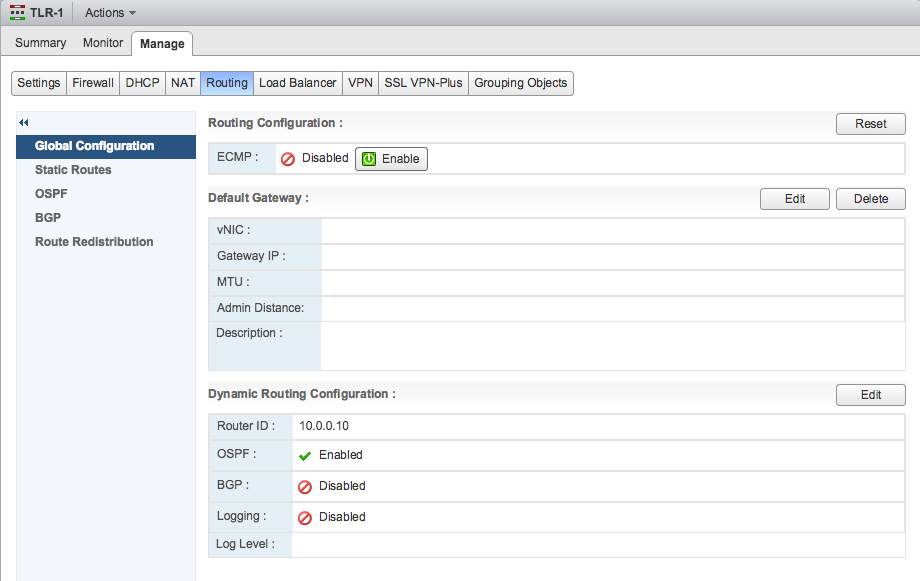 TLR-1 Actions
Summary Monitor Manage
Settings Firewall DHCP NAT Routing Load Balancer VPN SSL VPN-Plus Grouping Objects
Global Configuration
Static Routes
OSPF
BGP
Route Redistribution
Routing Configuration : Reset
ECMP : Disabled Enable
Default Gateway : Edit Delete
vNIC :
Gateway IP :
MTU :
Admin Distance:
Description :
Dynamic Routing Configuration : Edit
Router ID : 10.0.0.10
OSPF : Enabled
BGP : Disabled
Logging : Disabled
Log Level :